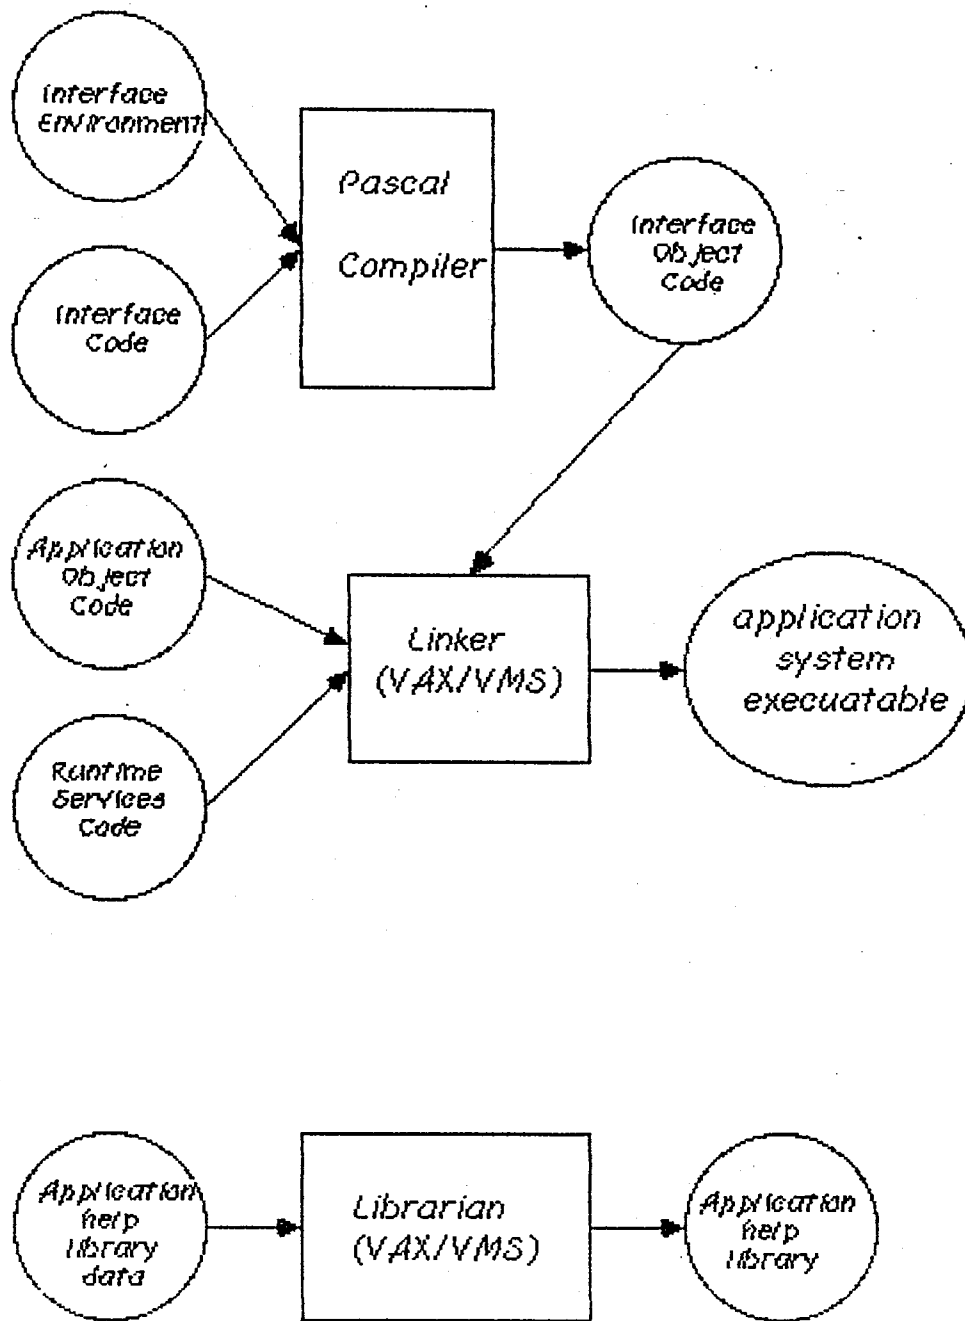 Interface
Environment
Pascal
Compiler
Interface
Object
Code
Interface
Code
Application
Object
Code
Linker
(VAX/VMS)
application
system
execuatable
Runtime
Services
Code
Application
help
library
data
Librarian
(VAX/VMS)
Application
help
library